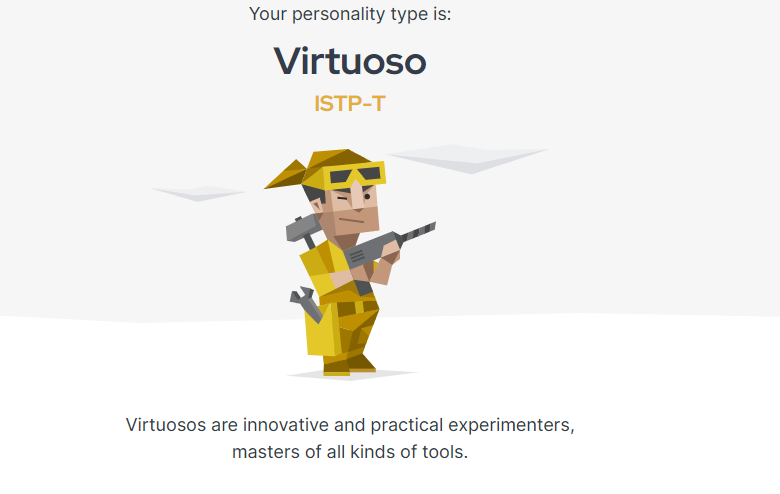 Your personality type is:
Virtuoso
ISTP-T
Virtuosos are innovative and practical experimenters,
masters of all kinds of tools.